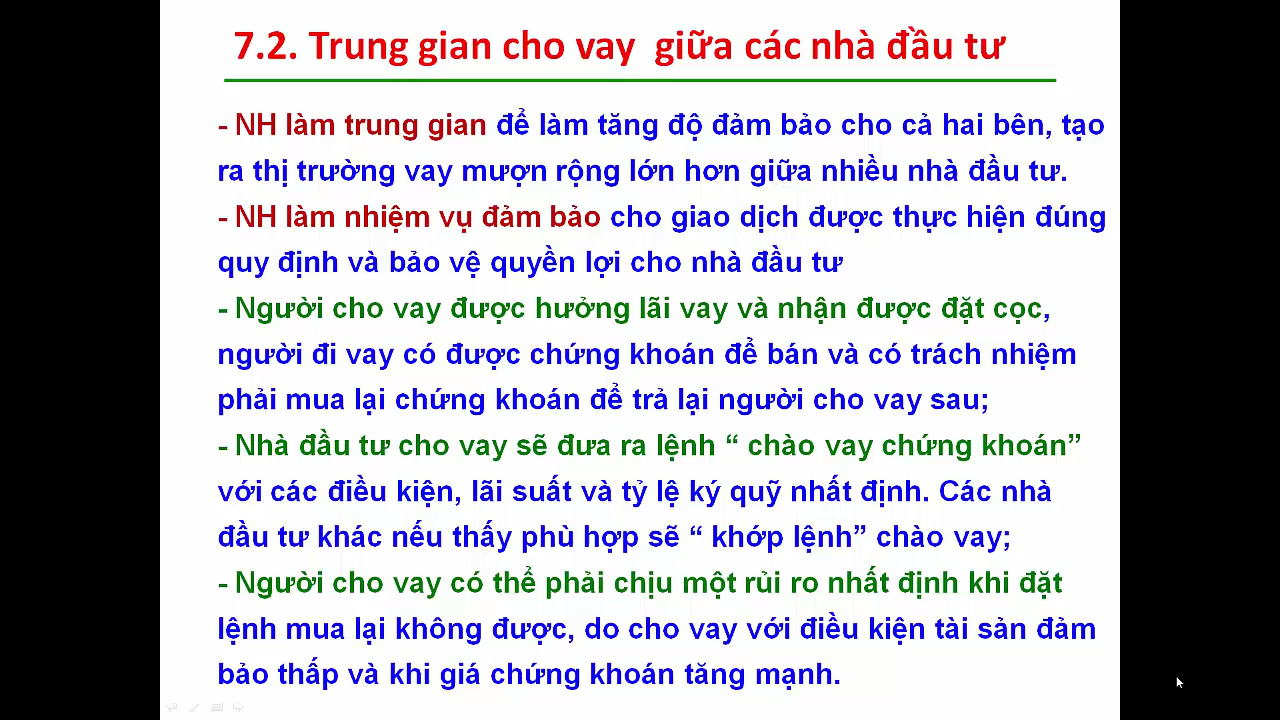 7.2. Trung gian cho vay giữa các nhà đầu tư
- NH làm trung gian để làm tăng độ đảm bảo cho cả hai bên, tạo
ra thị trường vay mượn rộng lớn hơn giữa nhiều nhà đầu tư.
- NH làm nhiệm vụ đảm bảo cho giao dịch được thực hiện đúng
quy định và bảo vệ quyền lợi cho nhà đầu tư
- Người cho vay được hưởng lãi vay và nhận được đặt cọc,
người đi vay có được chứng khoán để bán và có trách nhiệm
phải mua lại chứng khoán để trả lại người cho vay sau;
- Nhà đầu tư cho vay sẽ đưa ra lệnh “ chào vay chứng khoán”
với các điều kiện, lãi suất và tỷ lệ ký quỹ nhất định. Các nhà
đầu tư khác nếu thấy phù hợp sẽ “ khớp lệnh” chào vay;
- Người cho vay có thể phải chịu một rủi ro nhất định khi đặt
lệnh mua lại không được, do cho vay với điều kiện tài sản đảm
bảo thấp và khi giá chứng khoán tăng mạnh.